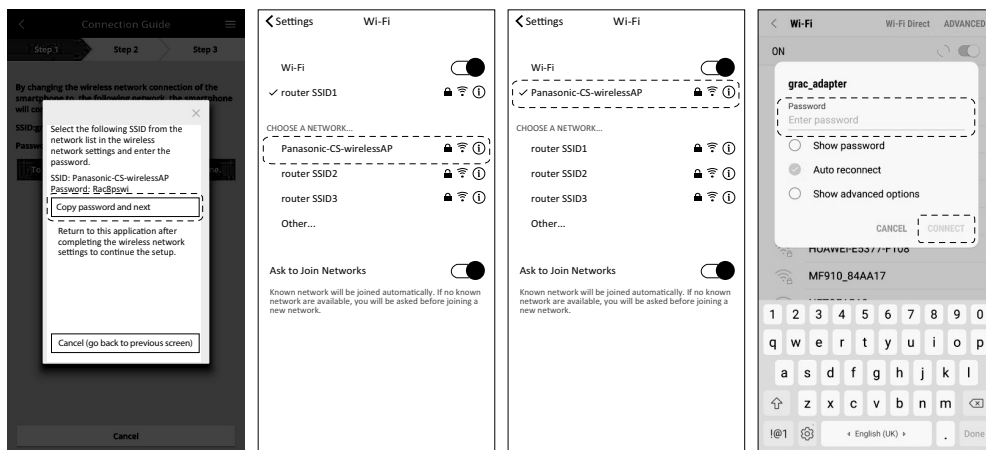 Connection Guide
Step 1
Step 2
Step 3
By changing the wireless network connection of the
smartphone to the following network, the smartphone
will co
SSID:gr
Passw
To
ne.
Select the following SSID from the
network list in the wireless
network settings and enter the
password.
SSID: Panasonic-CS-wirelessAP
Password: Rac8pswi
Copy password and next
Return to this application after
completing the wireless network
settings to continue the setup.
Cancel (go back to previous screen)
Cancel
Settings
Wi-Fi
Wi-Fi
router SSID1
CHOOSE A NETWORK...
Panasonic-CS-wirelessAP
router SSID2
router SSID3
Other...
Ask to Join Networks
Known network will be joined automatically. If no known
network are available, you will be asked before joining a
new network.
Settings
Wi-Fi
Wi-Fi
Panasonic-CS-wirelessAP
CHOOSE A NETWORK...
router SSID1
router SSID2
router SSID3
Other...
Ask to Join Networks
Known network will be joined automatically. If no known
network are available, you will be asked before joining a
new network.
Wi-Fi
Wi-Fi Direct
ADVANCED
ON
grac_adapter
Password
Enter password
Show password
Auto reconnect
Show advanced options
CANCEL
CONNECT
HUAWEI-E5377-F108
MF910_84AA17
1 2 3 4 5 6 7 8 9 0
q w e r t y u i o p
a s d f g h j k l
z x c v b n m
!@1
English (UK)
.
Done